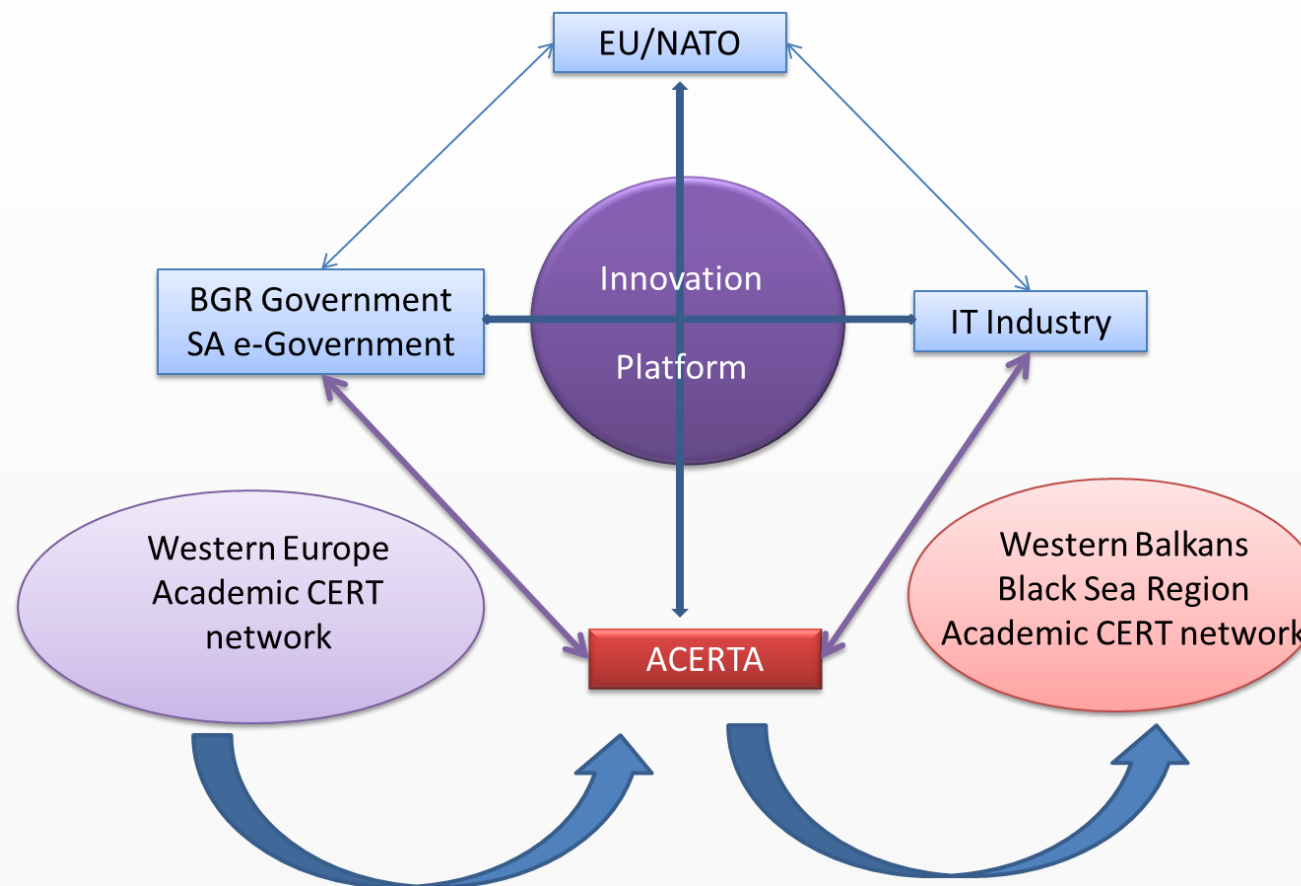 EU/NATO
Innovation
Platform
BGR Government
SA e-Government
IT Industry
Western Europe
Academic CERT
network
ACERTA
Western Balkans
Black Sea Region
Academic CERT network